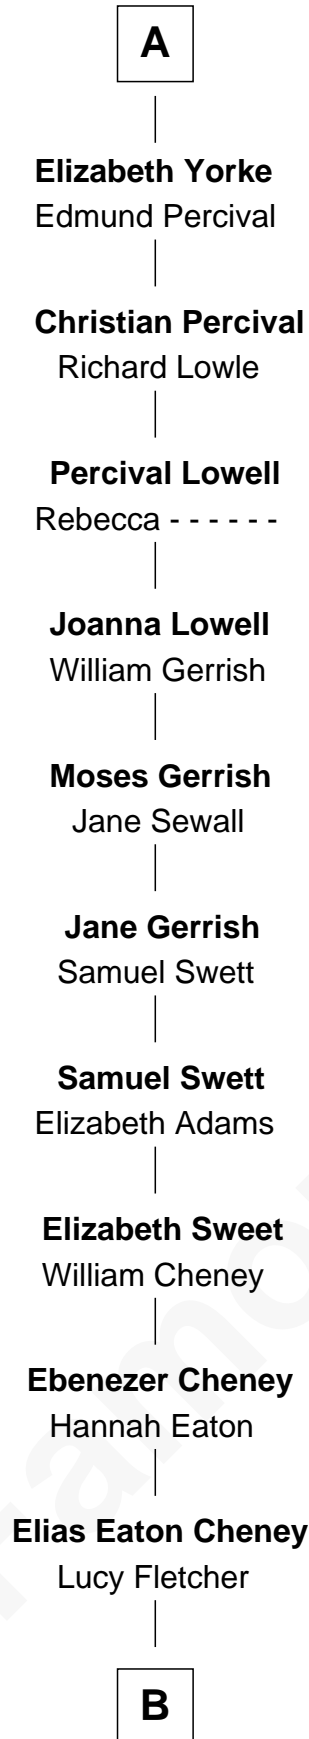 A
Elizabeth Yorke
Edmund Percival
Christian Percival
Richard Lowle
Percival Lowell
Rebecca - - - - - -
Joanna Lowell
William Gerrish
Moses Gerrish
Jane Sewall
Jane Gerrish
Samuel Swett
Samuel Swett
Elizabeth Adams
Elizabeth Sweet
William Cheney
Ebenezer Cheney
Hannah Eaton
Elias Eaton Cheney
Lucy Fletcher
B